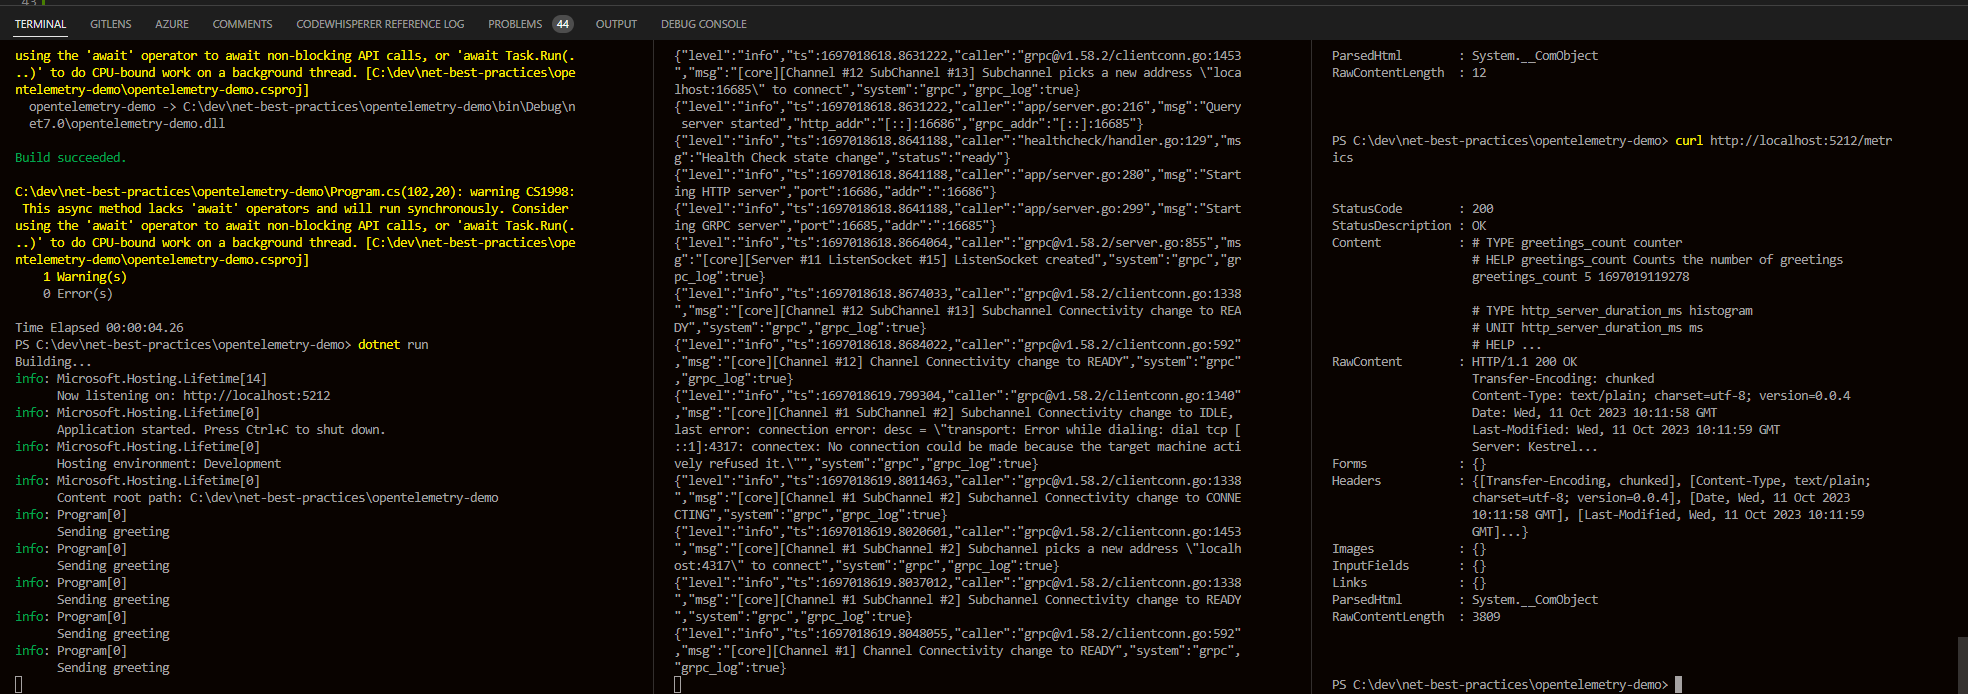 TERMINAL GITLENS AZURE COMMENTS CODEWHISPERER REFERENCE LOG PROBLEMS 44 OUTPUT DEBUG CONSOLE
using the 'await' operator to await non-blocking API calls, or 'await Task.Run(.
..)' to do CPU-bound work on a background thread. [C:\dev\net-best-practices\ope
ntelemetry-demo\opentelemetry-demo.csproj]
opentelemetry-demo -> C:\dev\net-best-practices\opentelemetry-demo\bin\Debug\n
et7.0\opentelemetry-demo.dll
Build succeeded.
C:\dev\net-best-practices\opentelemetry-demo\Program.cs(102,20): warning CS1998:
This async method lacks 'await' operators and will run synchronously. Consider
using the 'await' operator to await non-blocking API calls, or 'await Task.Run(.
..)' to do CPU-bound work on a background thread. [C:\dev\net-best-practices\ope
ntelemetry-demo\opentelemetry-demo.csproj]
1 Warning(s)
0 Error(s)
Time Elapsed 00:00:04.26
PS C:\dev\net-best-practices\opentelemetry-demo> dotnet run
Building...
info: Microsoft.Hosting.Lifetime[14]
Now listening on: http://localhost:5212
info: Microsoft.Hosting.Lifetime[0]
Application started. Press Ctrl+C to shut down.
info: Microsoft.Hosting.Lifetime[0]
Hosting environment: Development
info: Microsoft.Hosting.Lifetime[0]
Content root path: C:\dev\net-best-practices\opentelemetry-demo
info: Program[0]
Sending greeting
info: Program[0]
Sending greeting
info: Program[0]
Sending greeting
info: Program[0]
Sending greeting
info: Program[0]
Sending greeting
{"level":"info","ts":1697018618.8631222,"caller":"grpc@v1.58.2/clientconn.go:1453
","msg":"[core][Channel #12 SubChannel #13] Subchannel picks a new address \"loca
lhost:16685\" to connect","system":"grpc","grpc_log":true}
{"level":"info","ts":1697018618.8631222,"caller":"app/server.go:216","msg":"Query
server started","http_addr":"[::]:16686","grpc_addr":"[::]:16685"}
{"level":"info","ts":1697018618.8641188,"caller":"healthcheck/handler.go:129","ms
g":"Health Check state change","status":"ready"}
{"level":"info","ts":1697018618.8641188,"caller":"app/server.go:280","msg":"Start
ing HTTP server","port":16686,"addr":":16686"}
{"level":"info","ts":1697018618.8641188,"caller":"app/server.go:299","msg":"Start
ing GRPC server","port":16685,"addr":":16685"}
{"level":"info","ts":1697018618.8664064,"caller":"grpc@v1.58.2/server.go:855","ms
g":"[core][Server #11 ListenSocket #15] ListenSocket created","system":"grpc","gr
pc_log":true}
{"level":"info","ts":1697018618.8674033,"caller":"grpc@v1.58.2/clientconn.go:1338
","msg":"[core][Channel #12 SubChannel #13] Subchannel Connectivity change to REA
DY","system":"grpc","grpc_log":true}
{"level":"info","ts":1697018618.8684022,"caller":"grpc@v1.58.2/clientconn.go:592"
,"msg":"[core][Channel #12] Channel Connectivity change to READY","system":"grpc"
,"grpc_log":true}
{"level":"info","ts":1697018619.799304,"caller":"grpc@v1.58.2/clientconn.go:1340"
,"msg":"[core][Channel #1 SubChannel #2] Subchannel Connectivity change to IDLE,
last error: connection error: desc = \"transport: Error while dialing: dial tcp [
::1]:4317: connectex: No connection could be made because the target machine acti
vely refused it.\"","system":"grpc","grpc_log":true}
{"level":"info","ts":1697018619.8011463,"caller":"grpc@v1.58.2/clientconn.go:1338
","msg":"[core][Channel #1 SubChannel #2] Subchannel Connectivity change to CONNE
CTING","system":"grpc","grpc_log":true}
{"level":"info","ts":1697018619.8020601,"caller":"grpc@v1.58.2/clientconn.go:1453
","msg":"[core][Channel #1 SubChannel #2] Subchannel picks a new address \"localh
ost:4317\" to connect","system":"grpc","grpc_log":true}
{"level":"info","ts":1697018619.8037012,"caller":"grpc@v1.58.2/clientconn.go:1338
","msg":"[core][Channel #1 SubChannel #2] Subchannel Connectivity change to READY
","system":"grpc","grpc_log":true}
{"level":"info","ts":1697018619.8048055,"caller":"grpc@v1.58.2/clientconn.go:592"
,"msg":"[core][Channel #1] Channel Connectivity change to READY","system":"grpc",
"grpc_log":true}
ParsedHtml : System.__ComObject
RawContentLength : 12
PS C:\dev\net-best-practices\opentelemetry-demo> curl http://localhost:5212/metr
ics
StatusCode : 200
StatusDescription : OK
Content : # TYPE greetings_count counter
# HELP greetings_count Counts the number of greetings
greetings_count 5 1697019119278
# TYPE http_server_duration_ms histogram
# UNIT http_server_duration_ms ms
# HELP ...
RawContent : HTTP/1.1 200 OK
Transfer-Encoding: chunked
Content-Type: text/plain; charset=utf-8; version=0.0.4
Date: Wed, 11 Oct 2023 10:11:58 GMT
Last-Modified: Wed, 11 Oct 2023 10:11:59 GMT
Server: Kestrel...
Forms : {}
Headers : {[Transfer-Encoding, chunked], [Content-Type, text/plain;
charset=utf-8; version=0.0.4], [Date, Wed, 11 Oct 2023
10:11:58 GMT], [Last-Modified, Wed, 11 Oct 2023 10:11:59
GMT]...}
Images : {}
InputFields : {}
Links : {}
ParsedHtml : System.__ComObject
RawContentLength : 3809
PS C:\dev\net-best-practices\opentelemetry-demo>